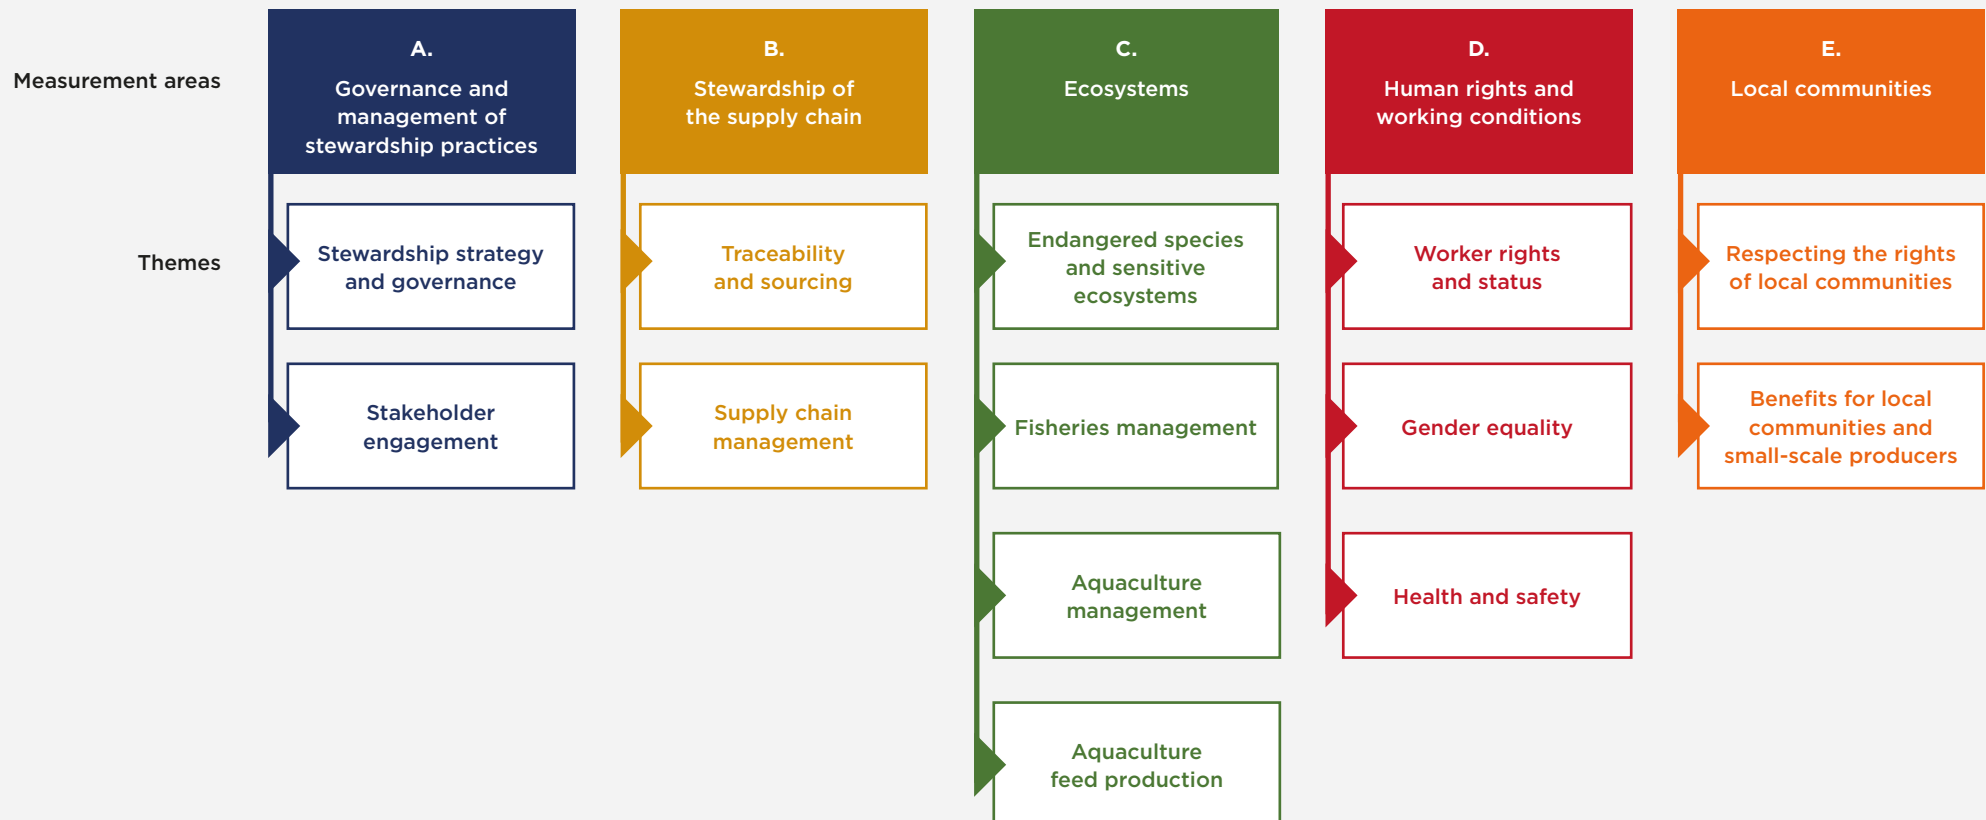 Measurement areas
A.
Governance and
management of
stewardship practices
B.
Stewardship of
the supply chain
C.
Ecosystems
D.
Human rights and
working conditions
E.
Local communities
Themes
Stewardship strategy
and governance
Traceability
and sourcing
Endangered species
and sensitive
ecosystems
Worker rights
and status
Respecting the rights
of local communities
Stakeholder
engagement
Supply chain
management
Fisheries management
Gender equality
Benefits for local
communities and
small-scale producers
Aquaculture
management
Health and safety
Aquaculture
feed production